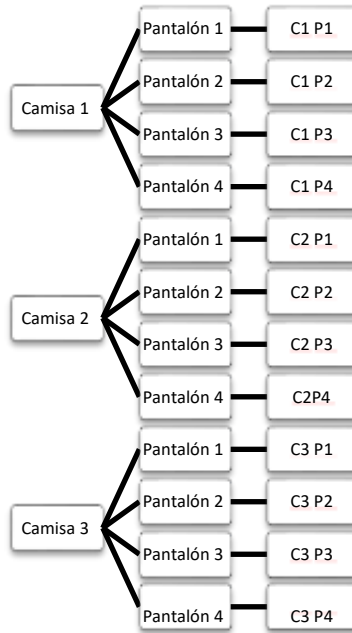 Pantalón 1 C1 P1
Pantalón 2 C1 P2
Camisa 1
Pantalón 3 C1 P3
Pantalón 4 C1 P4
Pantalón 1 C2 P1
Pantalón 2 C2 P2
Camisa 2
Pantalón 3 C2 P3
Pantalón 4 C2P4
Pantalón 1 C3 P1
Pantalón 2 C3 P2
Camisa 3
Pantalón 3 C3 P3
Pantalón 4 C3 P4